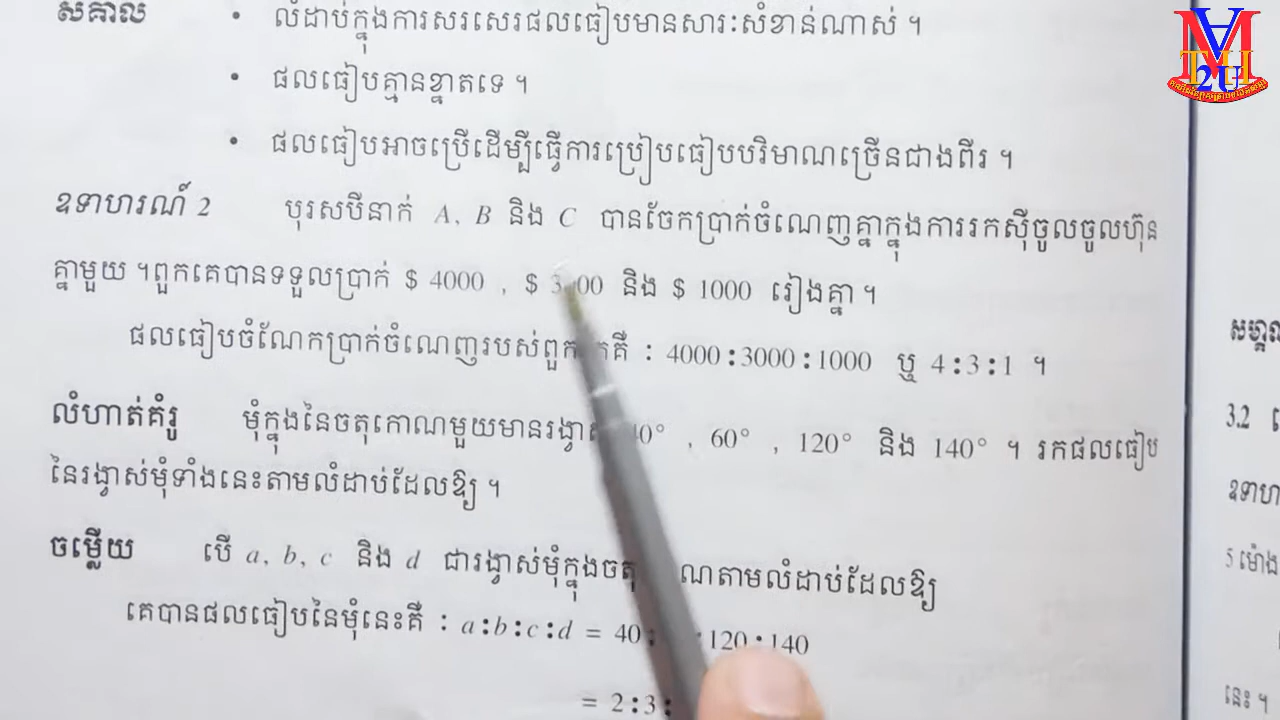 សគាល់ • លំដាប់ក្នុងការសរសេរផលធៀបមានសារៈសំខាន់ណាស់ ។
• ផលធៀបគ្មានខ្នាតទេ ។
• ផលធៀបអាចប្រើដើម្បីធ្វើការប្រៀបធៀបបរិមាណច្រើនជាងពីរ ។
ឧទាហរណ៍ 2 បុរសបីនាក់ A, B និង C បានចែកប្រាក់ចំណេញគ្នាក្នុងការរកស៊ីចូលចូលហ៊ុន
គ្នាមួយ ។ពួកគេបានទទួលប្រាក់ $ 4000 , $ និង $ 1000 រៀងគ្នា ។
ផលធៀបចំណែកប្រាក់ចំណេញរបស់ : 4000:3000:1000 ឬ 4:3:1 ។
លំហាត់គំរូ មុំក្នុងនៃចតុកោណមួយមានរង្វាស់ , 60° , 120° និង 140° ។ រកផលធៀប
នៃរង្វាស់មុំទាំងនេះតាមលំដាប់ដែលឱ្យ ។
ចម្លើយ បើ a, b, c និង d ជារង្វាស់មុំក្នុង តាមលំដាប់ដែលឱ្យ
គេបានផលធៀបនៃមុំនេះគឺ : a:b:c:d = 40: :120:140
= 2:3:
M A T H
2U
3.2
5 ម៉ោង
នេះ ។